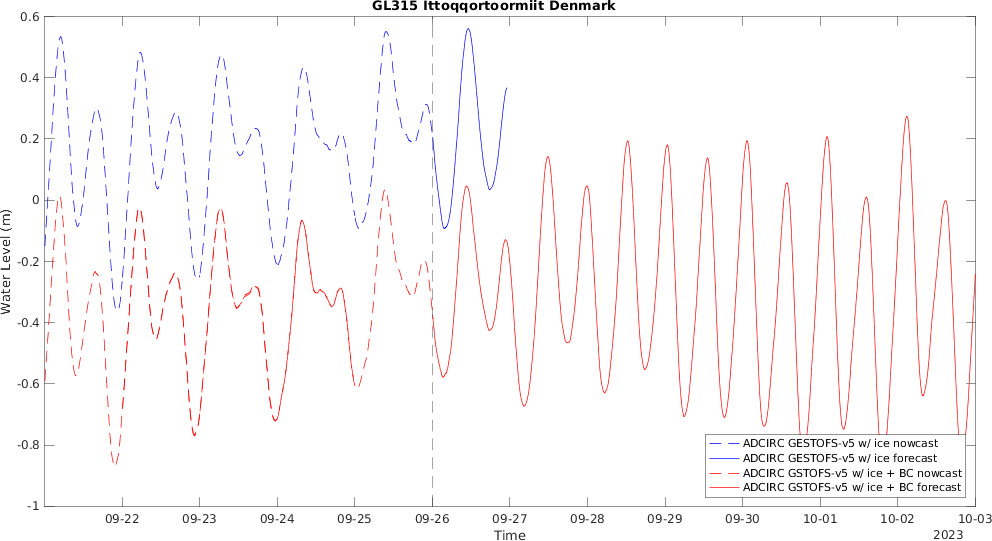 GL315 Ittoqqortoormiit Denmark
0.6
0.4
0.2
0
-0.2
-0.4
-0.6
-0.8
-1
Water Level (m)
ADCIRC GESTOFS-v5 w/ ice nowcast
ADCIRC GESTOFS-v5 w/ ice forecast
ADCIRC GSTOFS-v5 w/ ice + BC nowcast
ADCIRC GSTOFS-v5 w/ ice + BC forecast
09-22 09-23 09-24 09-25 09-26 09-27 09-28 09-29 09-30 10-01 10-02 10-03
Time
2023